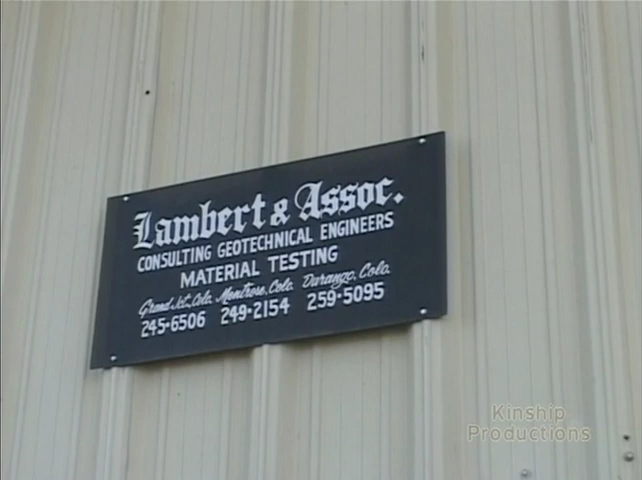 Lambert & Assoc.
CONSULTING GEOTECHNICAL ENGINEERS
MATERIAL TESTING
Grand Jct., Colo. Montrose, Colo. Durango, Colo.
245-6506 249-2154 259-5095
Kinship
Productions